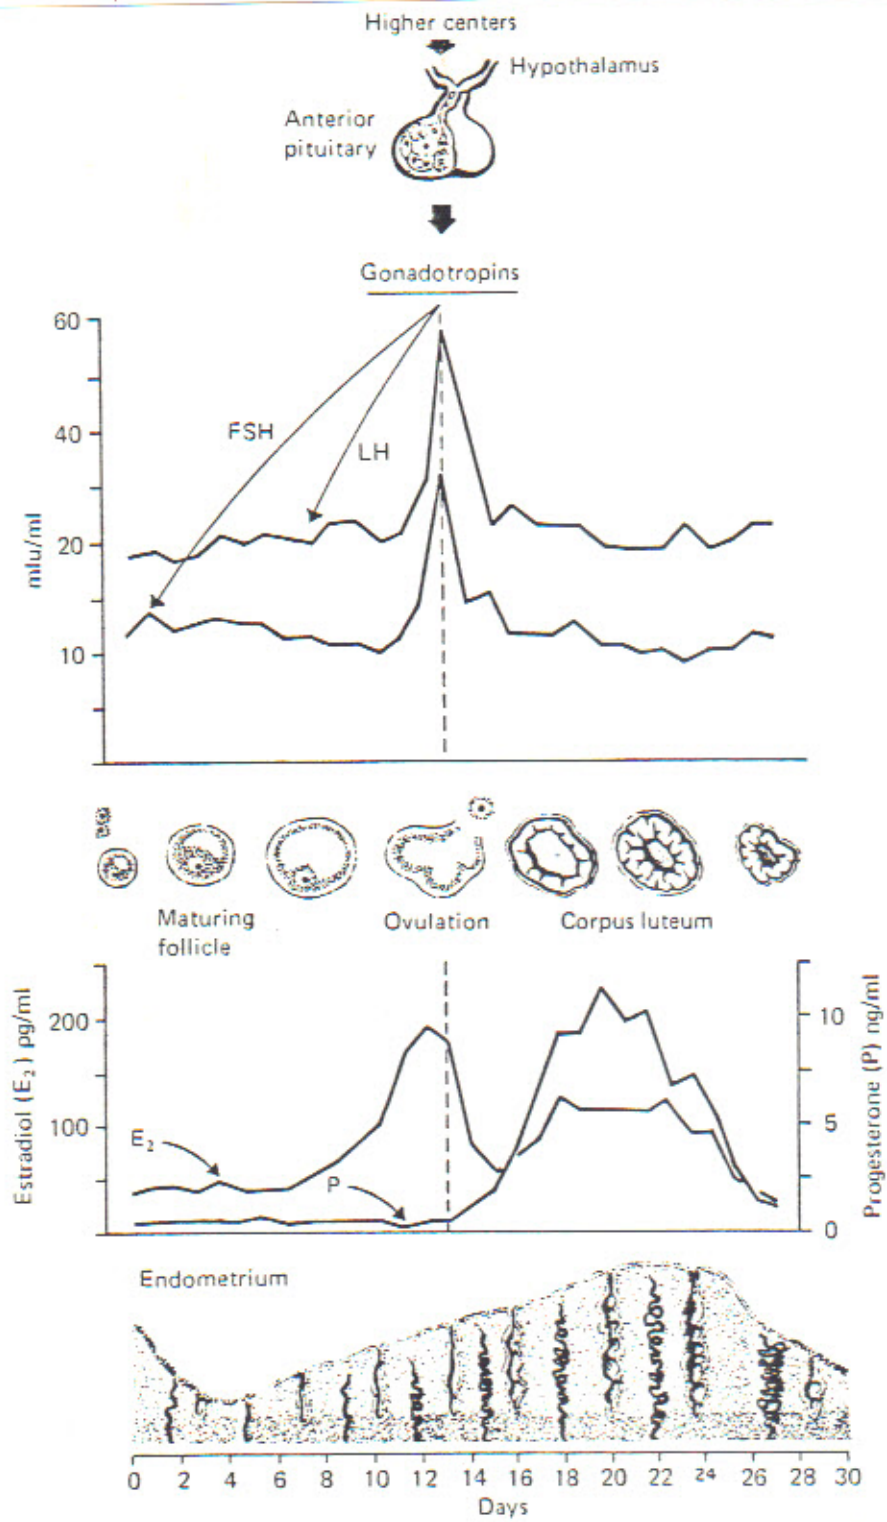 Higher centers
Hypothalamus
Anterior
pituitary
Gonadotropins
60
40
20
10
mIu/ml
FSH
LH
Maturing
follicle
Ovulation
Corpus luteum
Estradiol (E₂) pg/ml
200
100
E₂
P
10
5
0
Progesterone (P) ng/ml
Endometrium
0 2 4 6 8 10 12 14 16 18 20 22 24 26 28 30
Days